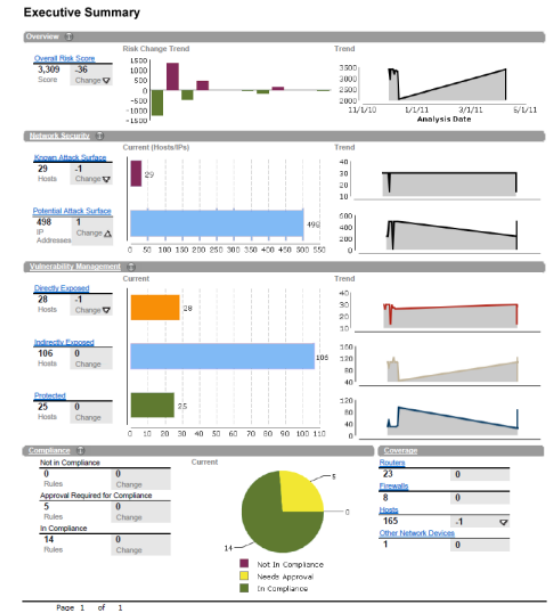 Executive Summary
Overview
Overall Risk Score
3,309 -36
Score Change
Risk Change Trend
1500
1000
500
0
-500
-1000
-1500
Trend
3500
3000
2500
2000
11/1/10 1/1/11 3/1/11 5/1/11
Analysis Date
Network Security
Known Attack Surface
29 -1
Hosts Change
Potential Attack Surface
498 1
IP Addresses Change
Current (Hosts/IPs)
29
498
0 50 100 150 200 250 300 350 400 450 500 550
Trend
40
30
20
10
600
400
200
0
Vulnerability Management
Directly Exposed
28 -1
Hosts Change
Indirectly Exposed
106 0
Hosts Change
Protected
25 0
Hosts Change
Current
28
106
25
0 10 20 30 40 50 60 70 80 90 100 110
Trend
40
30
20
10
120
80
40
120
80
40
0
Compliance
Not in Compliance
0 0
Rules Change
Approval Required for Compliance
5 0
Rules Change
In Compliance
14 0
Rules Change
Current
5
0
14
Not In Compliance
Needs Approval
In Compliance
Coverage
Routers
23 0
Firewalls
8 0
Hosts
165 -1
Other Network Devices
1 0
Page 1 of 1